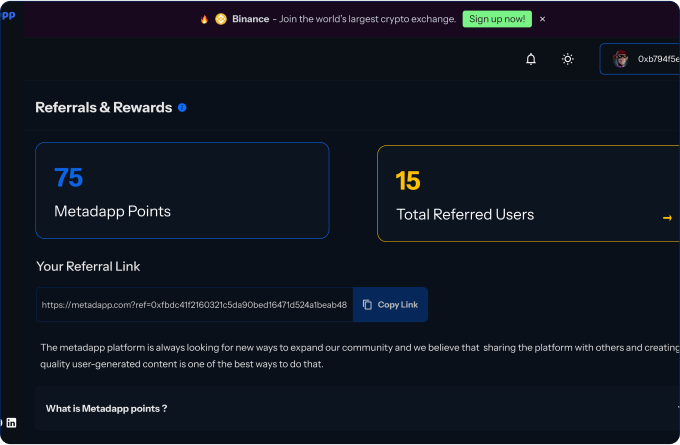 pp
Binance - Join the world's largest crypto exchange. Sign up now! ×
0xb794f5e
Referrals & Rewards
75
Metadapp Points
15
Total Referred Users
Your Referral Link
https://metadapp.com?ref=0xfbdc41f2160321c5da90bed16471d524a1beab48
Copy Link
The metadapp platform is always looking for new ways to expand our community and we believe that sharing the platform with others and creating
quality user-generated content is one of the best ways to do that.
What is Metadapp points ?
in